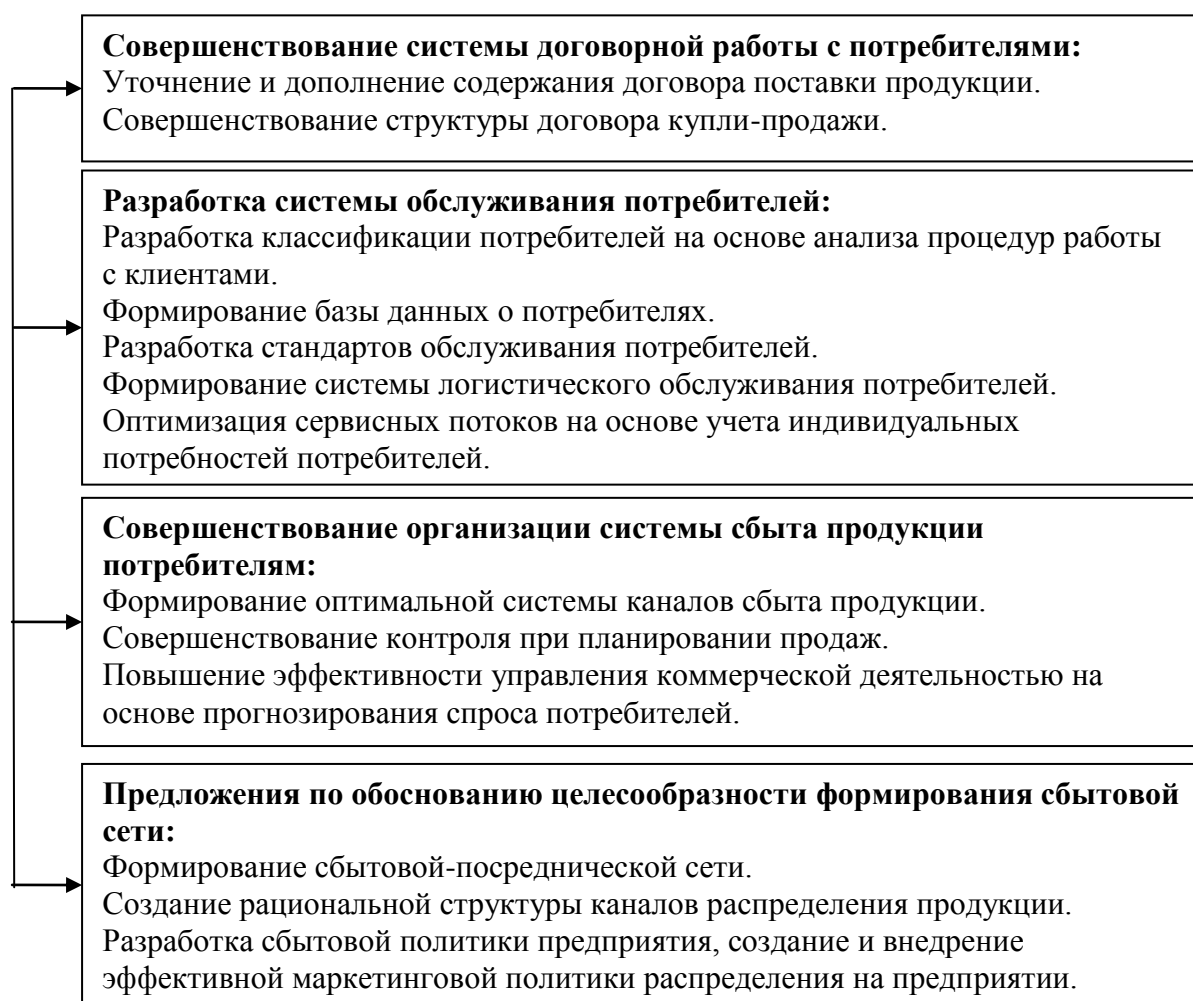 Совершенствование системы договорной работы с потребителями:
Уточнение и дополнение содержания договора поставки продукции.
Совершенствование структуры договора купли-продажи.
Разработка системы обслуживания потребителей:
Разработка классификации потребителей на основе анализа процедур работы
с клиентами.
Формирование базы данных о потребителях.
Разработка стандартов обслуживания потребителей.
Формирование системы логистического обслуживания потребителей.
Оптимизация сервисных потоков на основе учета индивидуальных
потребностей потребителей.
Совершенствование организации системы сбыта продукции
потребителям:
Формирование оптимальной системы каналов сбыта продукции.
Совершенствование контроля при планировании продаж.
Повышение эффективности управления коммерческой деятельностью на
основе прогнозирования спроса потребителей.
Предложения по обоснованию целесообразности формирования сбытовой
сети:
Формирование сбытовой-посреднической сети.
Создание рациональной структуры каналов распределения продукции.
Разработка сбытовой политики предприятия, создание и внедрение
эффективной маркетинговой политики распределения на предприятии.